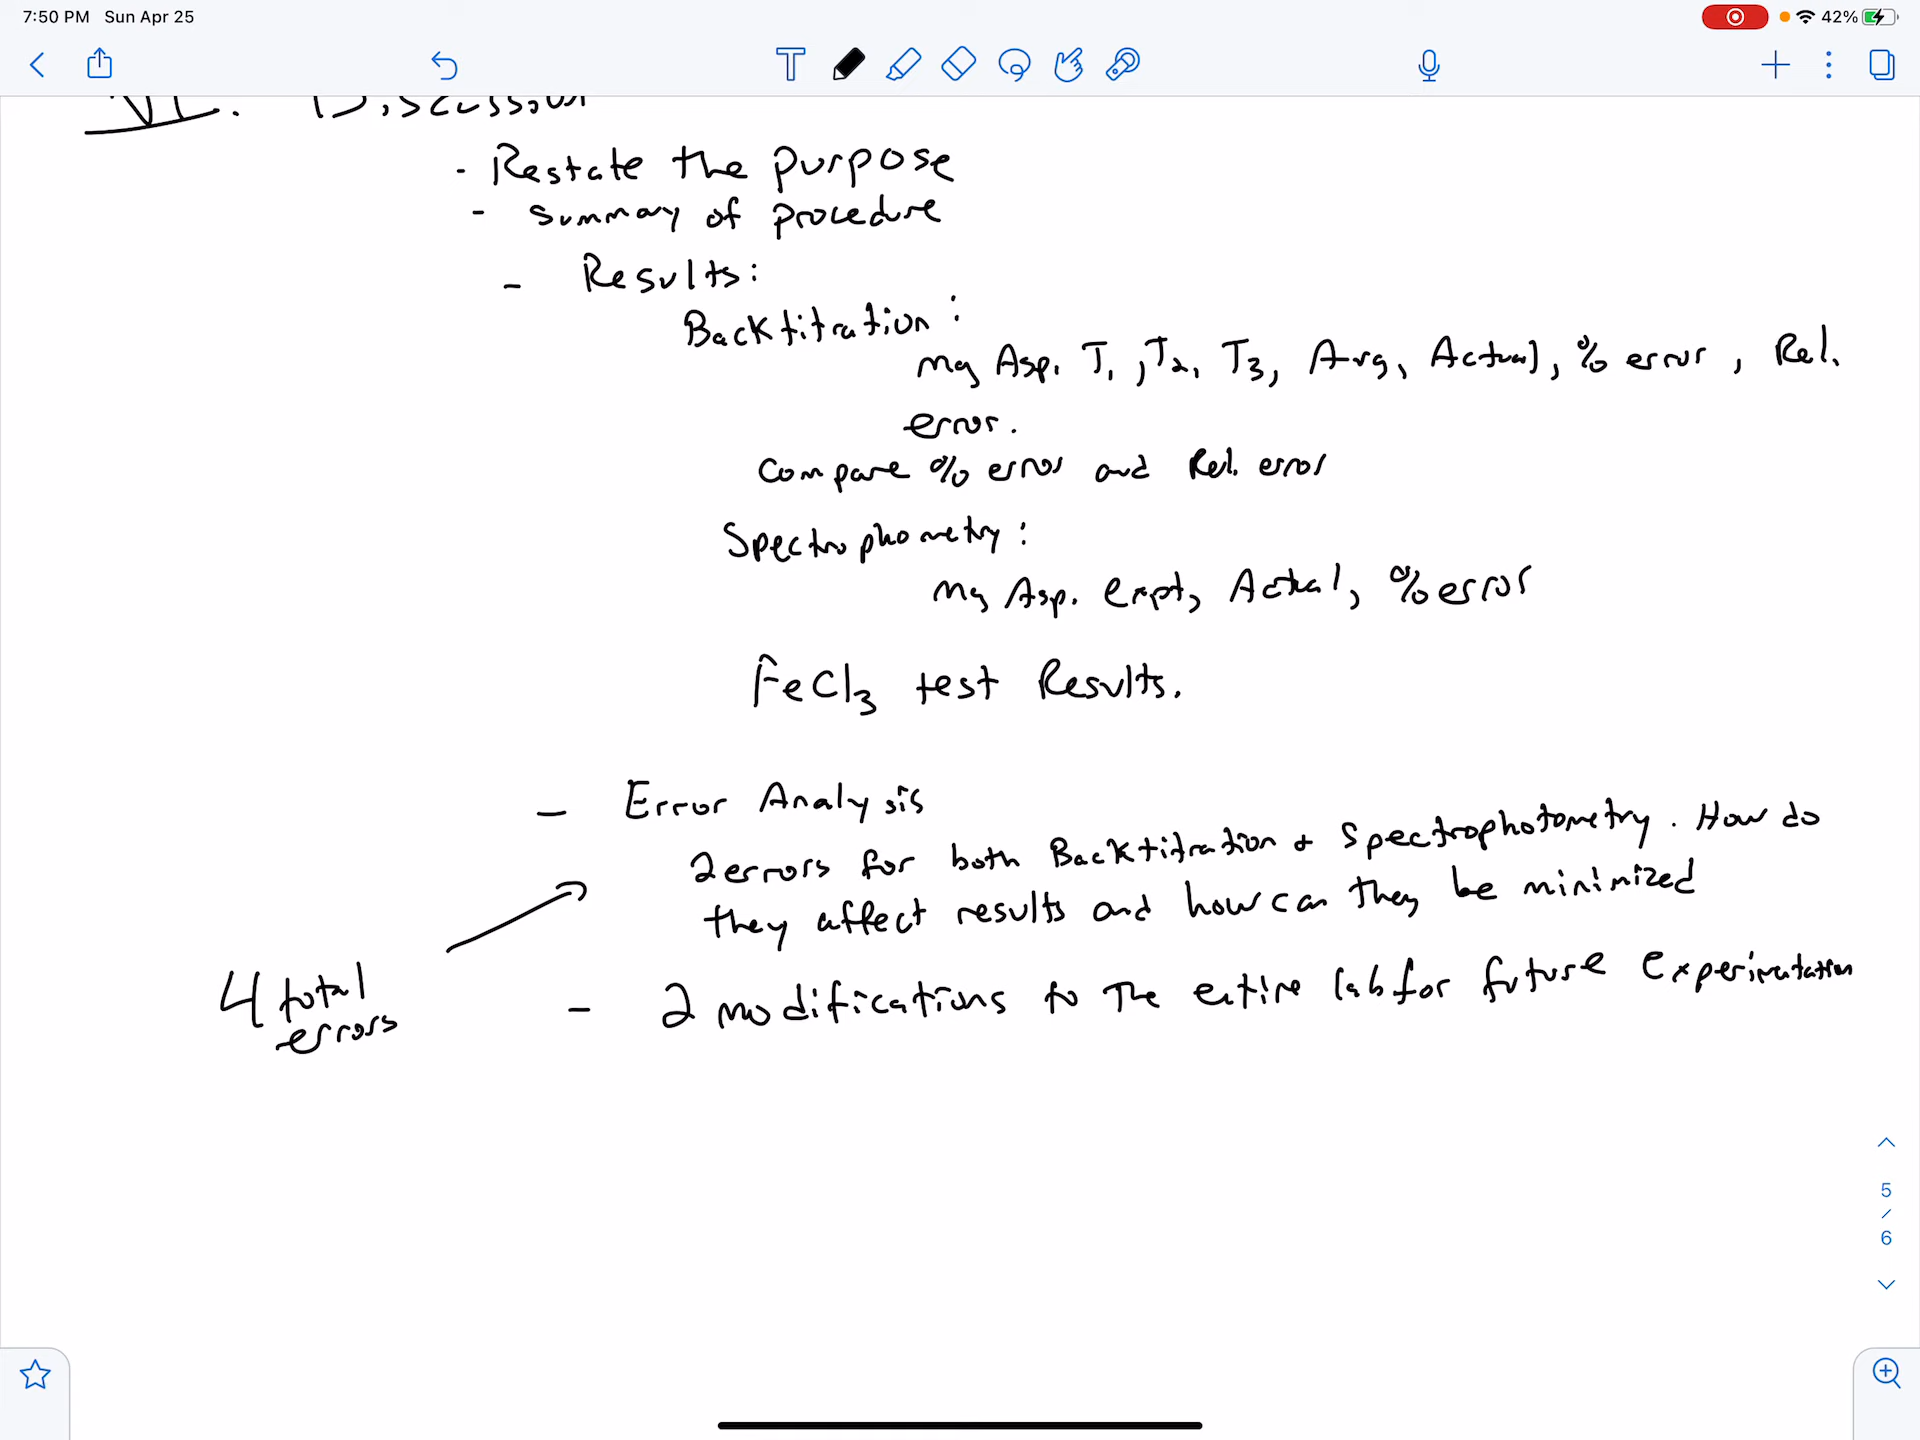 7:50 PM Sun Apr 25
42%
VI. Discussion
- Restate the purpose
- Summary of procedure
- Results:
Backtitration:
mg Asp. T1, T2, T3, Avg, Actual, % error, Rel.
error.
Compare % error and Rel. error
Spectrophometry:
mg Asp. expt, Actual, % error
FeCl3 test Results.
- Error Analysis
2 errors for both Backtitration + Spectrophotometry. How do
they affect results and how can they be minimized
4 total
errors
- 2 modifications to the entire lab for future experimentation
5
/
6